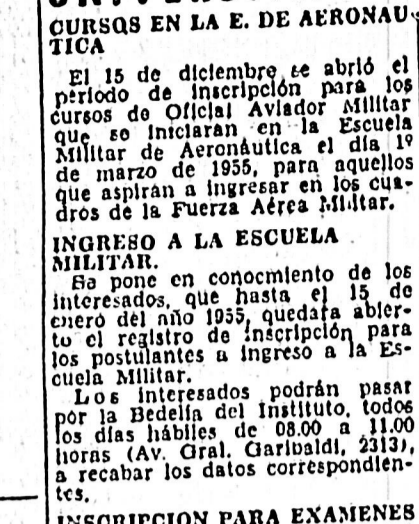 CURSOS EN LA E. DE AERONAU-
TICA
El 15 de diciembre se abrió el
período de inscripción para los
cursos de Oficial Aviador Militar
que se iniciarán en la Escuela
Militar de Aeronáutica el día 1º
de marzo de 1955, para aquellos
que aspiran a ingresar en los cua-
dros de la Fuerza Aérea Militar.
INGRESO A LA ESCUELA
MILITAR.
Sa pone en conocmiento de los
interesados, que hasta el 15 de
enero del año 1955, quedara abier-
to el registro de inscripción para
los postulantes a ingreso a la Es-
cuela Militar.
Los interesados podrán pasar
por la Bedelía del Instituto, todos
los días hábiles de 08.00 a 11.00
horas (Av. Gral. Garibaldi, 2313),
a recabar los datos correspondien-
tes.
INSCRIPCION PARA EXAMENES